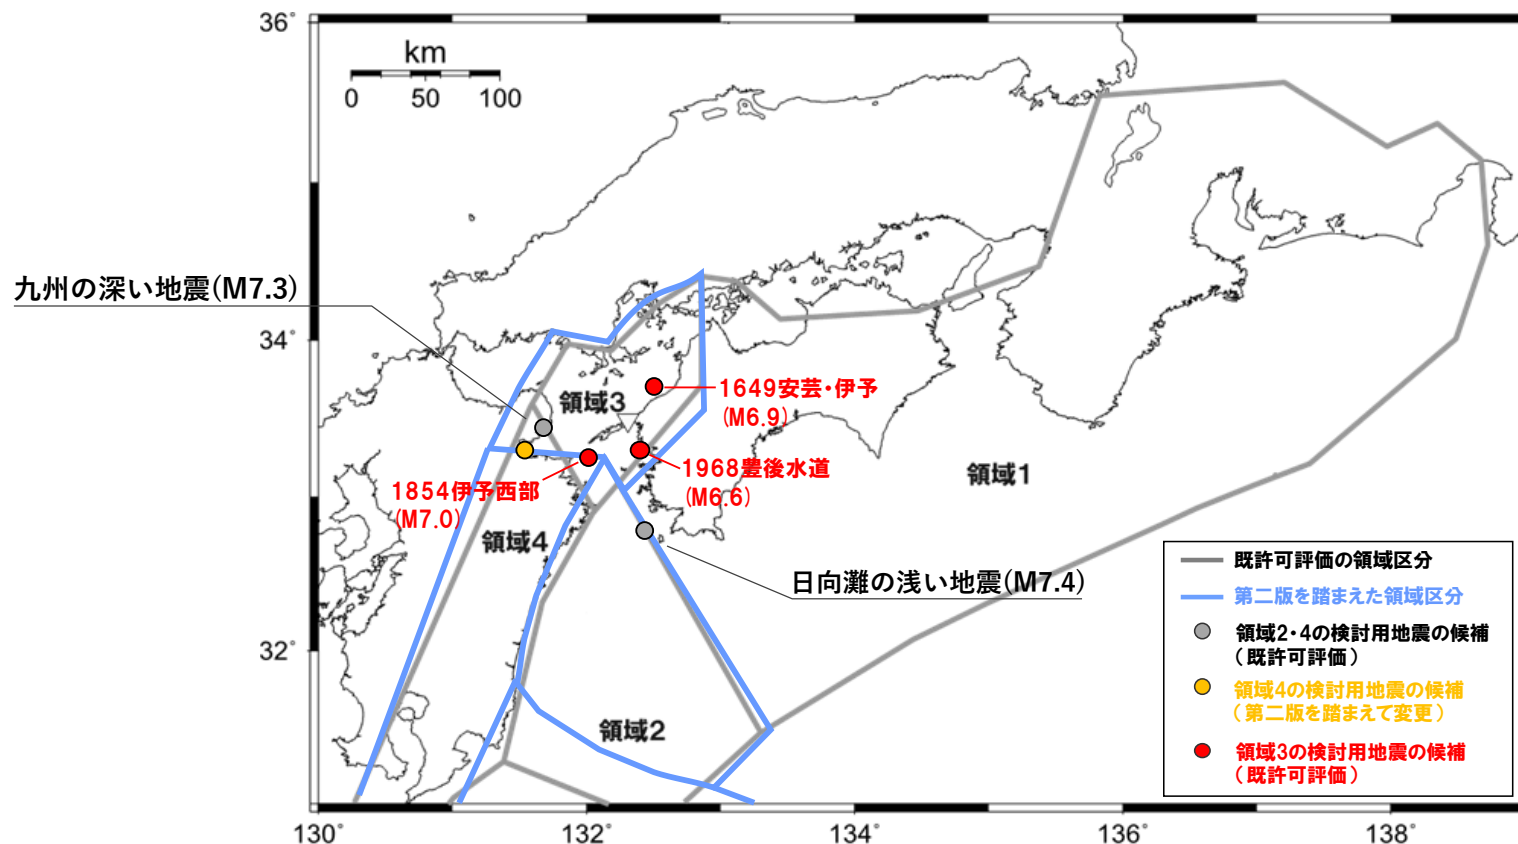 36°
km
0 50 100
九州の深い地震(M7.3)
34°
領域3
1649安芸・伊予
(M6.9)
1968豊後水道
(M6.6)
領域1
1854伊予西部
(M7.0)
領域4
日向灘の浅い地震(M7.4)
32°
領域2
既許可評価の領域区分
第二版を踏まえた領域区分
領域2・4の検討用地震の候補
(既許可評価)
領域4の検討用地震の候補
(第二版を踏まえて変更)
領域3の検討用地震の候補
(既許可評価)
130° 132° 134° 136° 138°